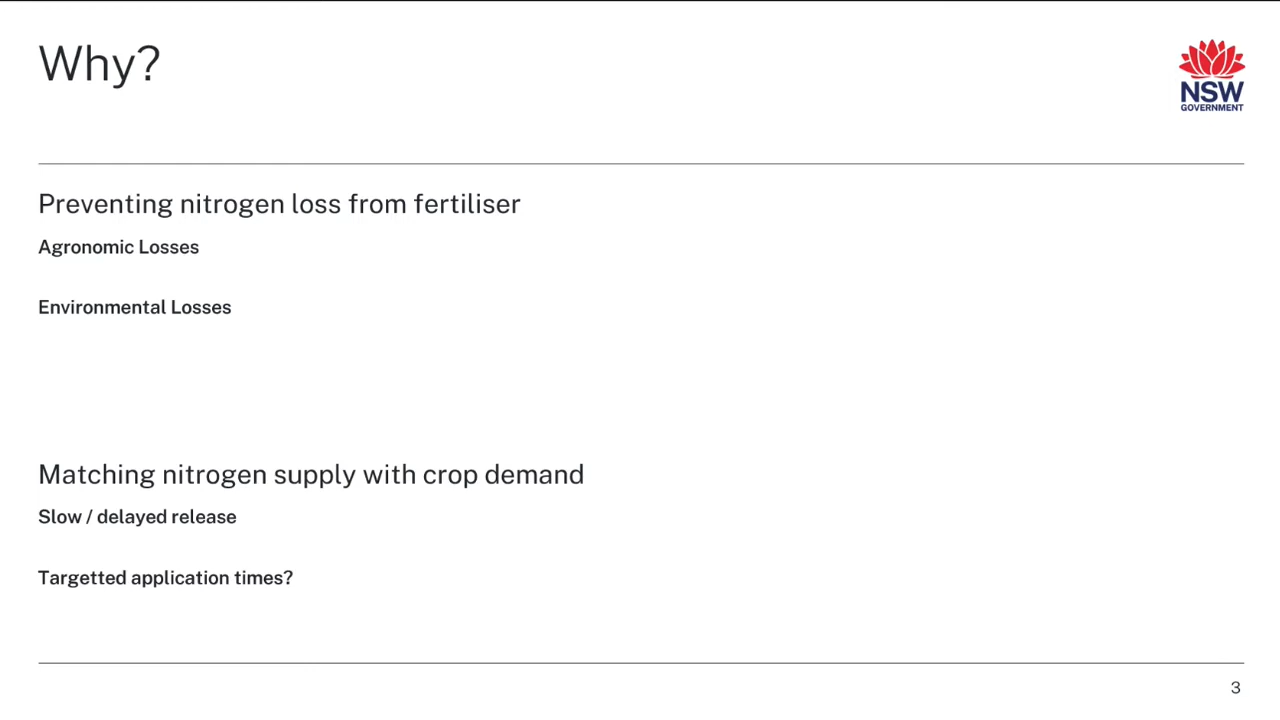 Why?
NSW
GOVERNMENT
Preventing nitrogen loss from fertiliser
Agronomic Losses
Environmental Losses
Matching nitrogen supply with crop demand
Slow / delayed release
Targetted application times?
3